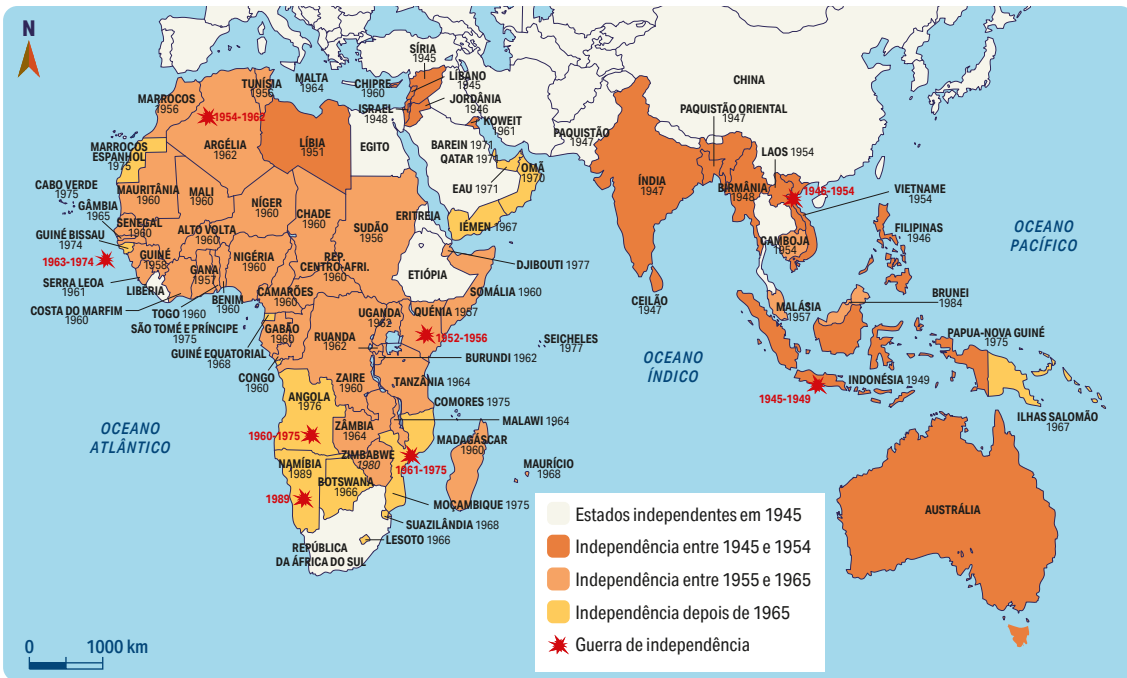 N
SÍRIA
1945
LÍBANO
1945
CHIPRE
1960
MALTA
1964
TUNÍSIA
1956
JORDÂNIA
1946
ISRAEL
1948
KOWEIT
1961
CHINA
MARROCOS
1956
1954-1962
ARGÉLIA
1962
LÍBIA
1951
EGITO
BAREIN 1971
QATAR 1971
PAQUISTÃO
1947
PAQUISTÃO ORIENTAL
1947
LAOS 1954
MARROCOS
ESPANHOL
1975
OMÃ
1970
EAU 1971
ÍNDIA
1947
BIRMÂNIA
1948
1946-1954
VIETNAME
1954
CABO VERDE
1975
MAURITÂNIA
1960
MALI
1960
NÍGER
1960
CHADE
1960
SUDÃO
1956
ERITREIA
IÉMEN 1967
GÂMBIA
1965
SENEGAL
1960
ALTO VOLTA
1960
FILIPINAS
1946
OCEANO
PACÍFICO
GUINÉ BISSAU
1974
GUINÉ
1958
GANA
1957
NIGÉRIA
1960
REP.
CENTRO-AFRI.
1960
ETIÓPIA
DJIBOUTI 1977
CAMBOJA
1954
1963-1974
SERRA LEOA
1961
LIBÉRIA
BENIM
1960
CAMARÕES
1960
SOMÁLIA 1960
CEILÃO
1947
MALÁSIA
1957
BRUNEI
1984
COSTA DO MARFIM
1960
TOGO 1960
SÃO TOMÉ E PRÍNCIPE
1975
GABÃO
1960
UGANDA
1962
QUÉNIA 1957
1952-1956
RUANDA
1962
SEICHELES
1977
PAPUA-NOVA GUINÉ
1975
GUINÉ EQUATORIAL
1968
BURUNDI 1962
OCEANO
ÍNDICO
CONGO
1960
ZAIRE
1960
TANZÂNIA 1964
INDONÉSIA 1949
1945-1949
ANGOLA
1976
COMORES 1975
ILHAS SALOMÃO
1967
OCEANO
ATLÂNTICO
1960-1975
ZÂMBIA
1964
MALAWI 1964
MADAGÁSCAR
1960
ZIMBABWE
1980
1961-1975
NAMÍBIA
1989
1989
BOTSWANA
1966
MAURÍCIO
1968
MOÇAMBIQUE 1975
SUAZILÂNDIA 1968
LESOTO 1966
REPÚBLICA
DA ÁFRICA DO SUL
AUSTRÁLIA
Estados independentes em 1945
Independência entre 1945 e 1954
Independência entre 1955 e 1965
Independência depois de 1965
Guerra de independência
0 1000 km